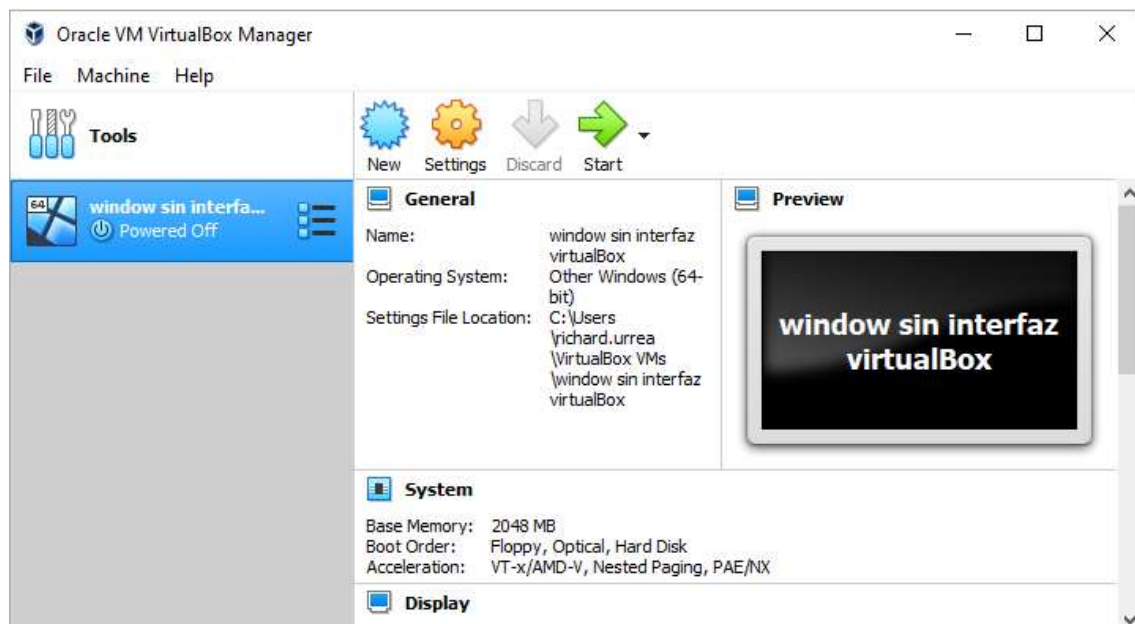 Oracle VM VirtualBox Manager
File Machine Help
Tools
New Settings Discard Start
64
window sin interfa...
Powered Off
General
Name: window sin interfaz
virtualBox
Operating System: Other Windows (64-
bit)
Settings File Location: C:\Users
\richard.urrea
\VirtualBox VMs
\window sin interfaz
virtualBox
Preview
window sin interfaz
virtualBox
System
Base Memory: 2048 MB
Boot Order: Floppy, Optical, Hard Disk
Acceleration: VT-x/AMD-V, Nested Paging, PAE/NX
Display